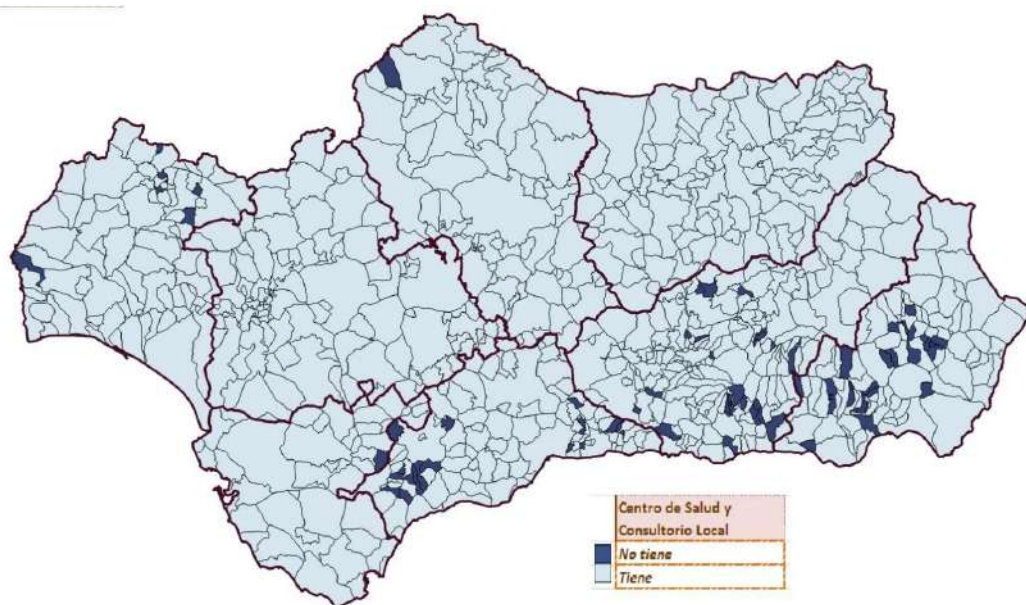 Centro de Salud y
Consultorio Local
No tiene
Tiene